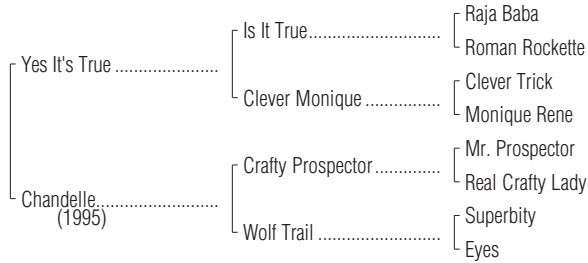 Raja Baba
Is It True
Roman Rockette
Yes It's True
Clever Trick
Clever Monique
Monique Rene
Mr. Prospector
Crafty Prospector
Real Crafty Lady
Chandelle
(1995)
Superbity
Wolf Trail
Eyes